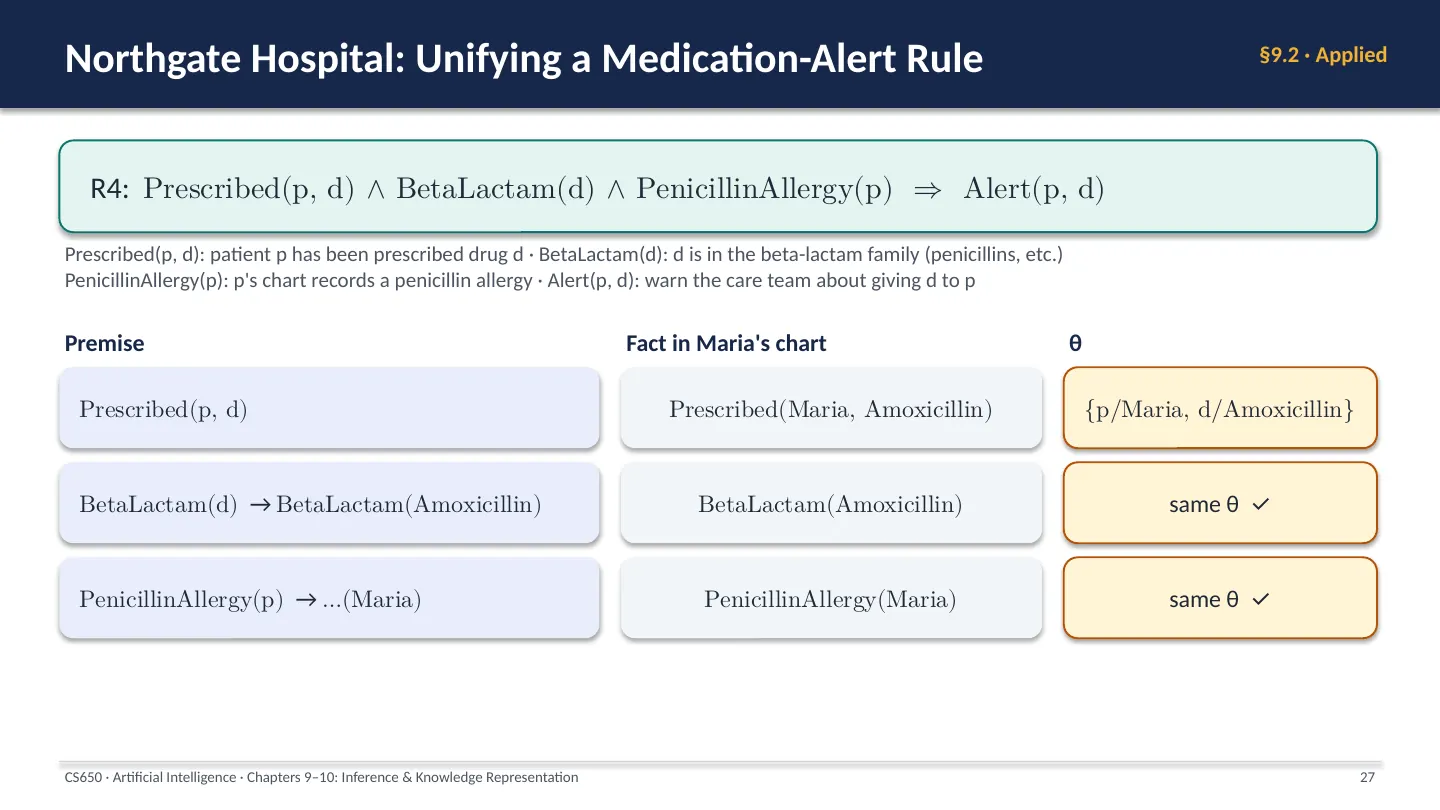 Northgate Hospital: Unifying a Medication-Alert Rule
§9.2 · Applied
R4: Prescribed(p, d) ∧ BetaLactam(d) ∧ PenicillinAllergy(p) ⇒ Alert(p, d)
Prescribed(p, d): patient p has been prescribed drug d · BetaLactam(d): d is in the beta-lactam family (penicillins, etc.)
PenicillinAllergy(p): p's chart records a penicillin allergy · Alert(p, d): warn the care team about giving d to p
Premise
Fact in Maria's chart
θ
Prescribed(p, d)
Prescribed(Maria, Amoxicillin)
{p/Maria, d/Amoxicillin}
BetaLactam(d) → BetaLactam(Amoxicillin)
BetaLactam(Amoxicillin)
same θ ✓
PenicillinAllergy(p) → ...(Maria)
PenicillinAllergy(Maria)
same θ ✓
CS650 · Artificial Intelligence · Chapters 9–10: Inference & Knowledge Representation
27